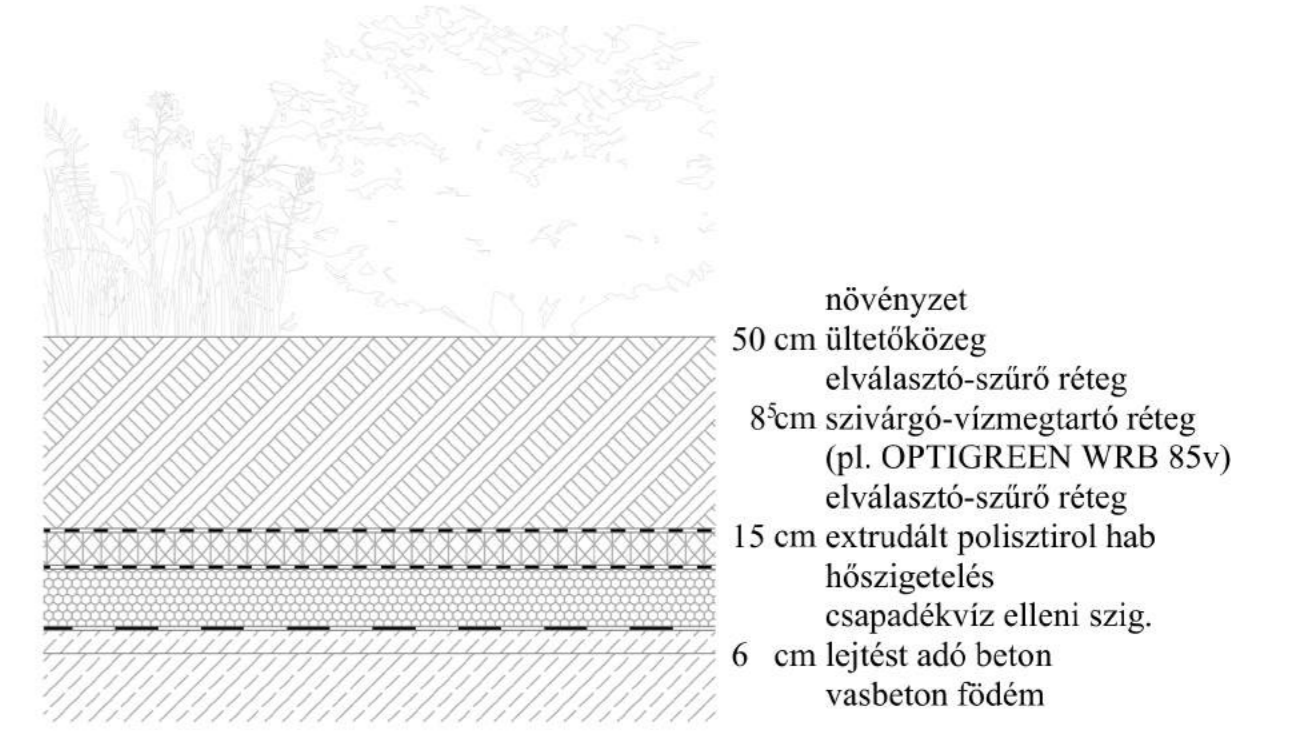 növényzet
50 cm ültetőközeg
elválasztó-szűrő réteg
8⁵cm szivárgó-vízmegtartó réteg
(pl. OPTIGREEN WRB 85v)
elválasztó-szűrő réteg
15 cm extrudált polisztirol hab
hőszigetelés
csapadékvíz elleni szig.
6 cm lejtést adó beton
vasbeton födém